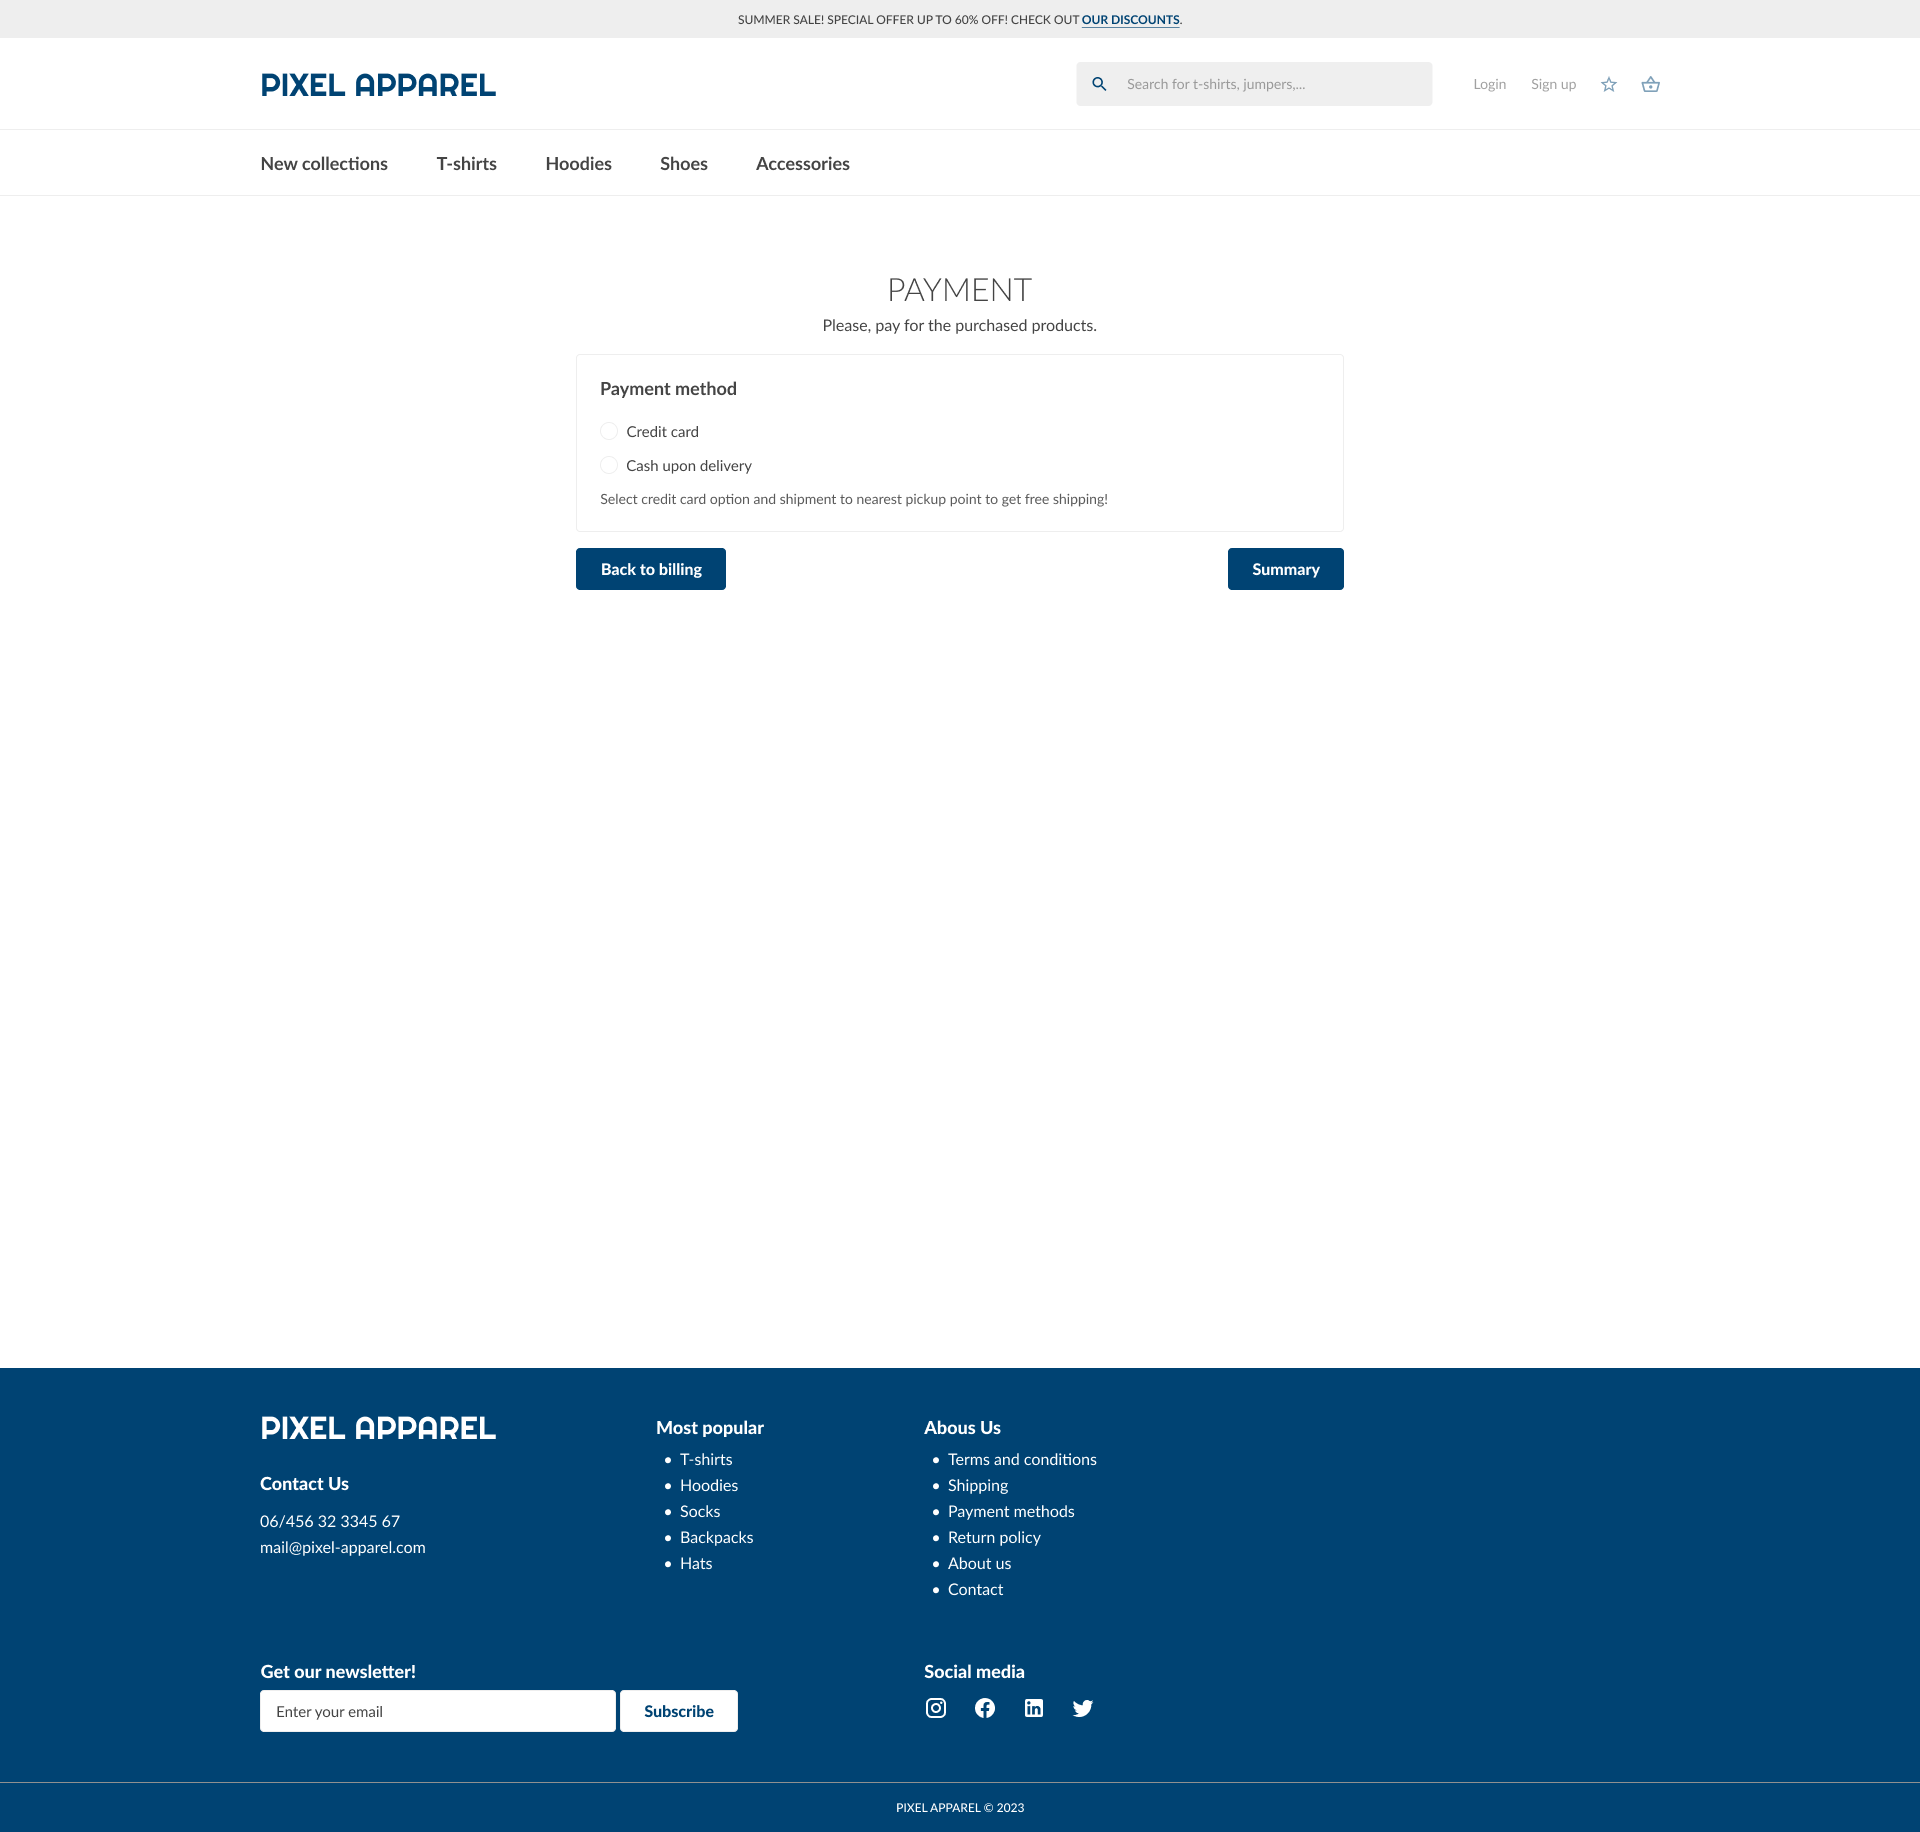 SUMMER SALE! SPECIAL OFFER UP TO 60% OFF! CHECK OUT OUR DISCOUNTS.
PIXEL APPAREL
Search for t-shirts, jumpers,...
Login
Sign up
New collections
T-shirts
Hoodies
Shoes
Accessories
PAYMENT
Please, pay for the purchased products.
Payment method
Credit card
Cash upon delivery
Select credit card option and shipment to nearest pickup point to get free shipping!
Back to billing
Summary
PIXEL APPAREL
Contact Us
06/456 32 3345 67
mail@pixel-apparel.com
Most popular
• T-shirts
• Hoodies
• Socks
• Backpacks
• Hats
Abous Us
• Terms and conditions
• Shipping
• Payment methods
• Return policy
• About us
• Contact
Get our newsletter!
Enter your email
Subscribe
Social media
PIXEL APPAREL © 2023